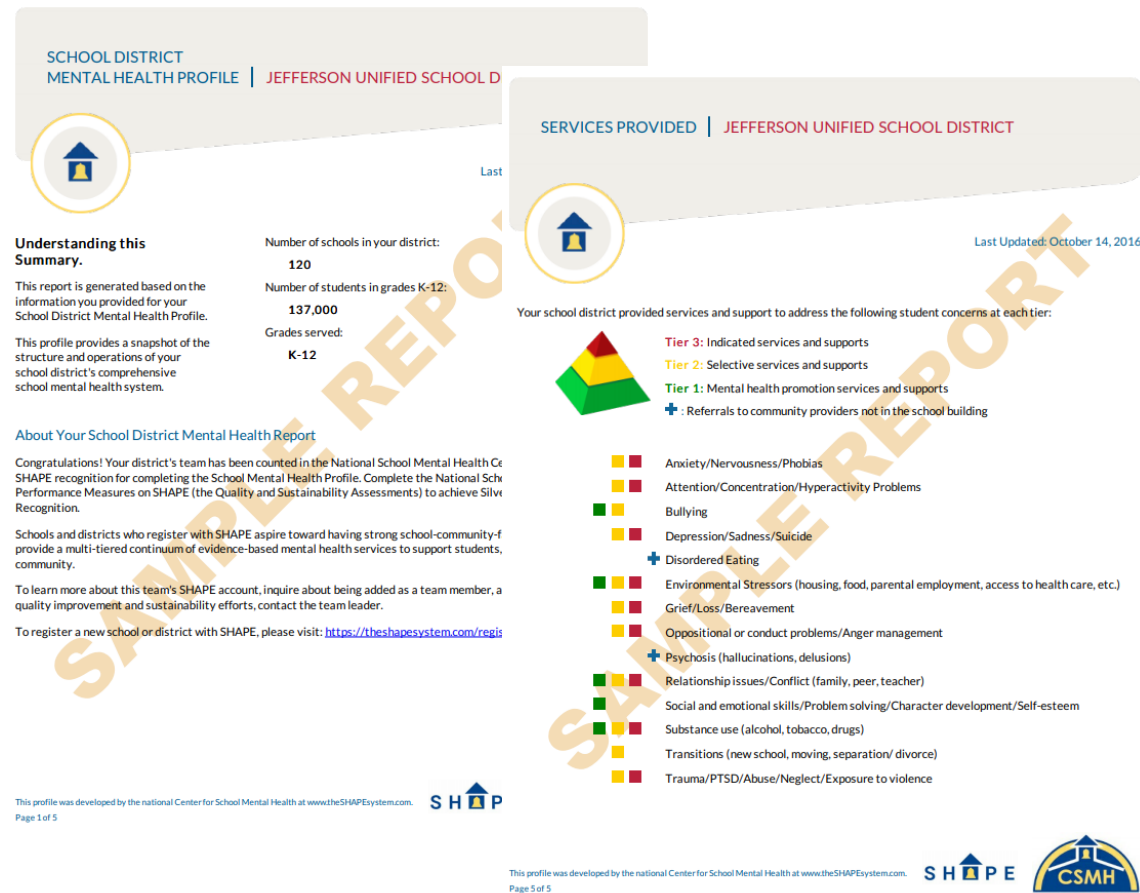 SCHOOL DISTRICT
MENTAL HEALTH PROFILE | JEFFERSON UNIFIED SCHOOL D
Last
Understanding this
Summary.
This report is generated based on the
information you provided for your
School District Mental Health Profile.
This profile provides a snapshot of the
structure and operations of your
school district's comprehensive
school mental health system.
Number of schools in your district:
120
Number of students in grades K-12:
137,000
Grades served:
K-12
About Your School District Mental Health Report
Congratulations! Your district's team has been counted in the National School Mental Health Ce
SHAPE recognition for completing the School Mental Health Profile. Complete the National Scho
Performance Measures on SHAPE (the Quality and Sustainability Assessments) to achieve Silve
Recognition.
Schools and districts who register with SHAPE aspire toward having strong school-community-f
provide a multi-tiered continuum of evidence-based mental health services to support students,
community.
To learn more about this team's SHAPE account, inquire about being added as a team member, a
quality improvement and sustainability efforts, contact the team leader.
To register a new school or district with SHAPE, please visit: https://theshapesystem.com/regis
SAMPLE REPO
This profile was developed by the national Center for School Mental Health at www.theSHAPEsystem.com.
Page 1 of 5
SHAP
SERVICES PROVIDED | JEFFERSON UNIFIED SCHOOL DISTRICT
Last Updated: October 14, 2016
Your school district provided services and support to address the following student concerns at each tier:
Tier 3: Indicated services and supports
Tier 2: Selective services and supports
Tier 1: Mental health promotion services and supports
: Referrals to community providers not in the school building
Anxiety/Nervousness/Phobias
Attention/Concentration/Hyperactivity Problems
Bullying
Depression/Sadness/Suicide
Disordered Eating
Environmental Stressors (housing, food, parental employment, access to health care, etc.)
Grief/Loss/Bereavement
Oppositional or conduct problems/Anger management
Psychosis (hallucinations, delusions)
Relationship issues/Conflict (family, peer, teacher)
Social and emotional skills/Problem solving/Character development/Self-esteem
Substance use (alcohol, tobacco, drugs)
Transitions (new school, moving, separation/ divorce)
Trauma/PTSD/Abuse/Neglect/Exposure to violence
SAMPLE REPORT
This profile was developed by the national Center for School Mental Health at www.theSHAPEsystem.com.
Page 5 of 5
SHAPE
CSMH